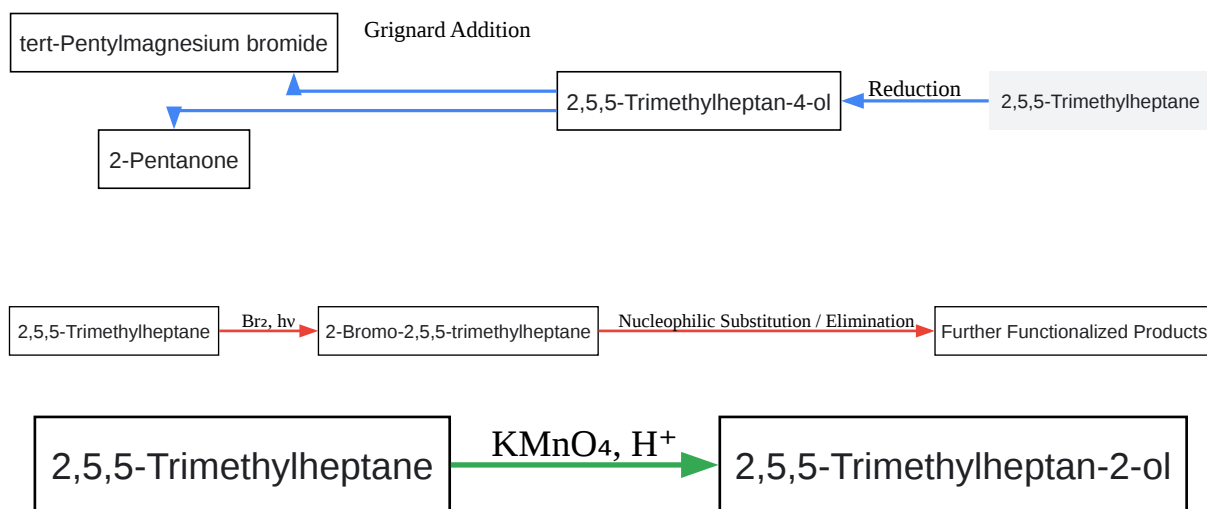 tert-Pentylmagnesium bromide
Grignard Addition
2,5,5-Trimethylheptan-4-ol
Reduction
2,5,5-Trimethylheptane
2-Pentanone
2,5,5-Trimethylheptane
Br₂, hν
2-Bromo-2,5,5-trimethylheptane
Nucleophilic Substitution / Elimination
Further Functionalized Products
2,5,5-Trimethylheptane
KMnO₄, H⁺
2,5,5-Trimethylheptan-2-ol